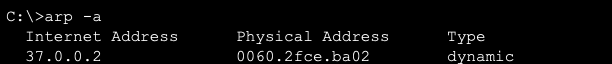 C:\>arp -a
Internet Address Physical Address Type
37.0.0.2 0060.2fce.ba02 dynamic